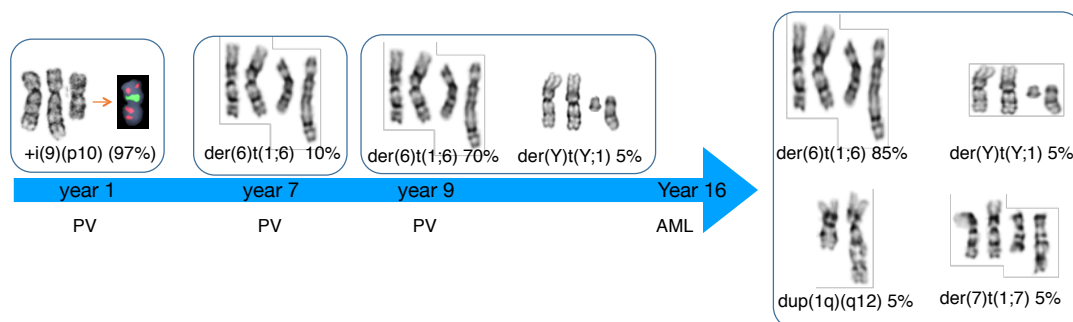 +i(9)(p10) (97%)
der(6)t(1;6) 10%
der(6)t(1;6) 70%
der(Y)t(Y;1) 5%
der(6)t(1;6) 85%
der(Y)t(Y;1) 5%
year 1
year 7
year 9
Year 16
PV
PV
PV
AML
dup(1q)(q12) 5%
der(7)t(1;7) 5%